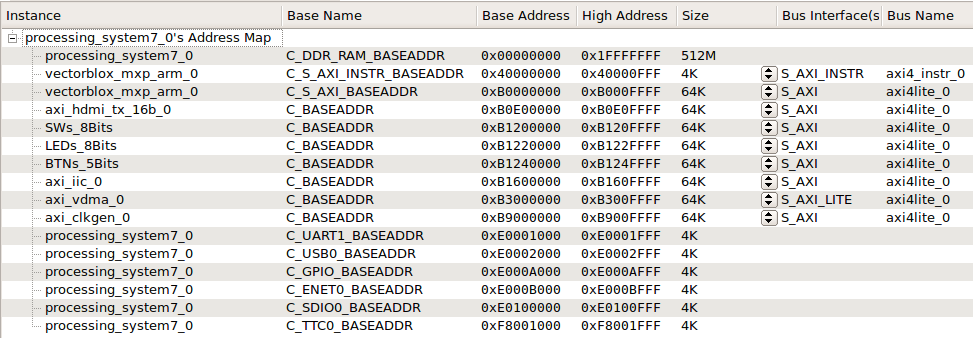 Instance Base Name Base Address High Address Size Bus Interface(s Bus Name
processing_system7_0's Address Map
processing_system7_0 C_DDR_RAM_BASEADDR 0x00000000 0x1FFFFFFF 512M
vectorblox_mxp_arm_0 C_S_AXI_INSTR_BASEADDR 0x40000000 0x40000FFF 4K S_AXI_INSTR axi4_instr_0
vectorblox_mxp_arm_0 C_S_AXI_BASEADDR 0xB0000000 0xB000FFFF 64K S_AXI axi4lite_0
axi_hdmi_tx_16b_0 C_BASEADDR 0xB0E00000 0xB0E0FFFF 64K S_AXI axi4lite_0
SWs_8Bits C_BASEADDR 0xB1200000 0xB120FFFF 64K S_AXI axi4lite_0
LEDs_8Bits C_BASEADDR 0xB1220000 0xB122FFFF 64K S_AXI axi4lite_0
BTNs_5Bits C_BASEADDR 0xB1240000 0xB124FFFF 64K S_AXI axi4lite_0
axi_iic_0 C_BASEADDR 0xB1600000 0xB160FFFF 64K S_AXI axi4lite_0
axi_vdma_0 C_BASEADDR 0xB3000000 0xB300FFFF 64K S_AXI_LITE axi4lite_0
axi_clkgen_0 C_BASEADDR 0xB9000000 0xB900FFFF 64K S_AXI axi4lite_0
processing_system7_0 C_UART1_BASEADDR 0xE0001000 0xE0001FFF 4K
processing_system7_0 C_USB0_BASEADDR 0xE0002000 0xE0002FFF 4K
processing_system7_0 C_GPIO_BASEADDR 0xE000A000 0xE000AFFF 4K
processing_system7_0 C_ENET0_BASEADDR 0xE000B000 0xE000BFFF 4K
processing_system7_0 C_SDIO0_BASEADDR 0xE0100000 0xE0100FFF 4K
processing_system7_0 C_TTC0_BASEADDR 0xF8001000 0xF8001FFF 4K